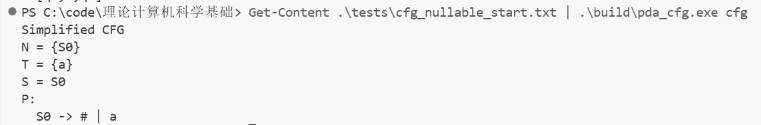 PS C:\code\理论计算机科学基础> Get-Content .\tests\cfg_nullable_start.txt | .\build\pda_cfg.exe cfg
Simplified CFG
N = {S0}
T = {a}
S = S0
P:
  S0 -> # | a